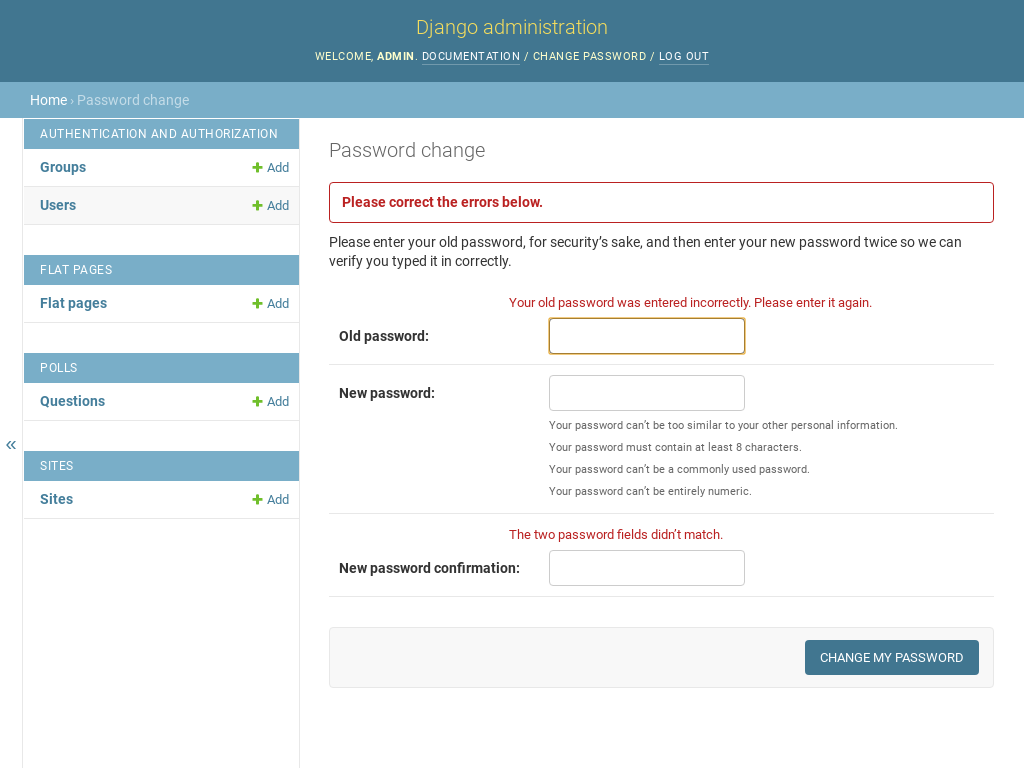 Django administration
WELCOME, ADMIN. DOCUMENTATION / CHANGE PASSWORD / LOG OUT
Home › Password change
«
AUTHENTICATION AND AUTHORIZATION
Groups Add
Users Add
FLAT PAGES
Flat pages Add
POLLS
Questions Add
SITES
Sites Add
Password change
Please correct the errors below.
Please enter your old password, for security’s sake, and then enter your new password twice so we can
verify you typed it in correctly.
Your old password was entered incorrectly. Please enter it again.
Old password:
New password:
Your password can’t be too similar to your other personal information.
Your password must contain at least 8 characters.
Your password can’t be a commonly used password.
Your password can’t be entirely numeric.
The two password fields didn’t match.
New password confirmation:
CHANGE MY PASSWORD